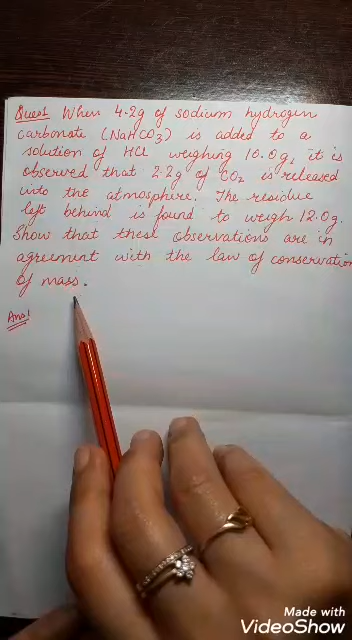 Quest When 4.2g of sodium hydrogen
carbonate (NaHCO3) is added to a
solution of HCl weighing 10.0g, it is
observed that 2.2g of CO2 is released
into the atmosphere. The residue
left behind is found to weigh 12.0g.
Show that these observations are in
agreement with the law of conservation
of mass.
Ans!
Made with
VideoShow